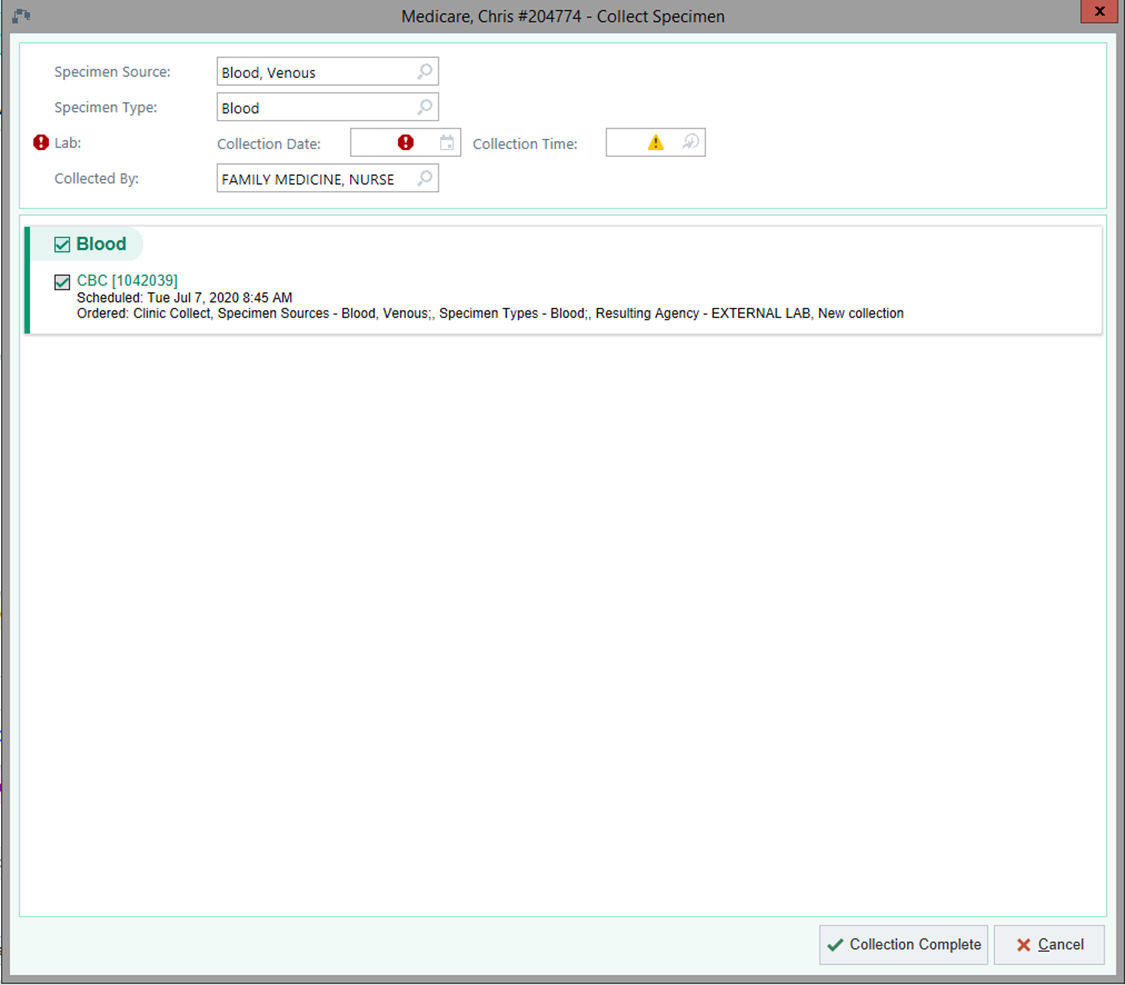 Medicare, Chris #204774 - Collect Specimen
x
Specimen Source: Blood, Venous
Specimen Type: Blood
Lab: Collection Date: Collection Time:
Collected By: FAMILY MEDICINE, NURSE
Blood
CBC [1042039]
Scheduled: Tue Jul 7, 2020 8:45 AM
Ordered: Clinic Collect, Specimen Sources - Blood, Venous;, Specimen Types - Blood;, Resulting Agency - EXTERNAL LAB, New collection
Collection Complete Cancel